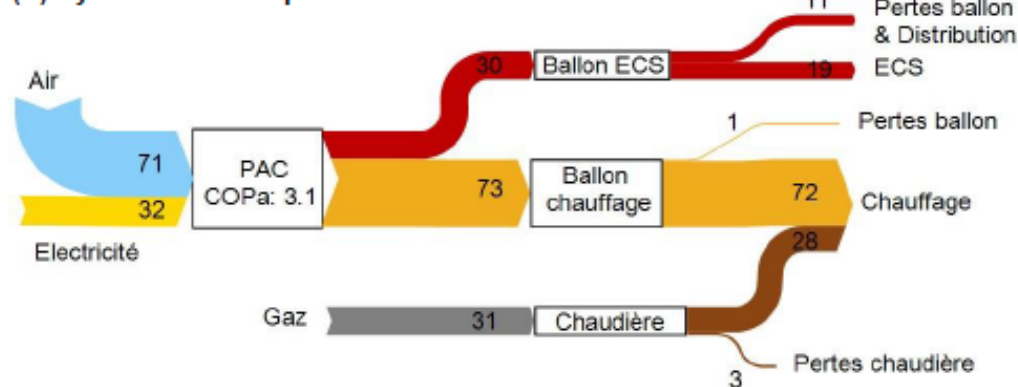 11
Pertes ballon
& Distribution
30
Ballon ECS
19
ECS
Air
1
Pertes ballon
71
PAC
COPa: 3.1
73
Ballon
chauffage
72
Chauffage
32
Electricité
28
Gaz
31
Chaudière
3
Pertes chaudière